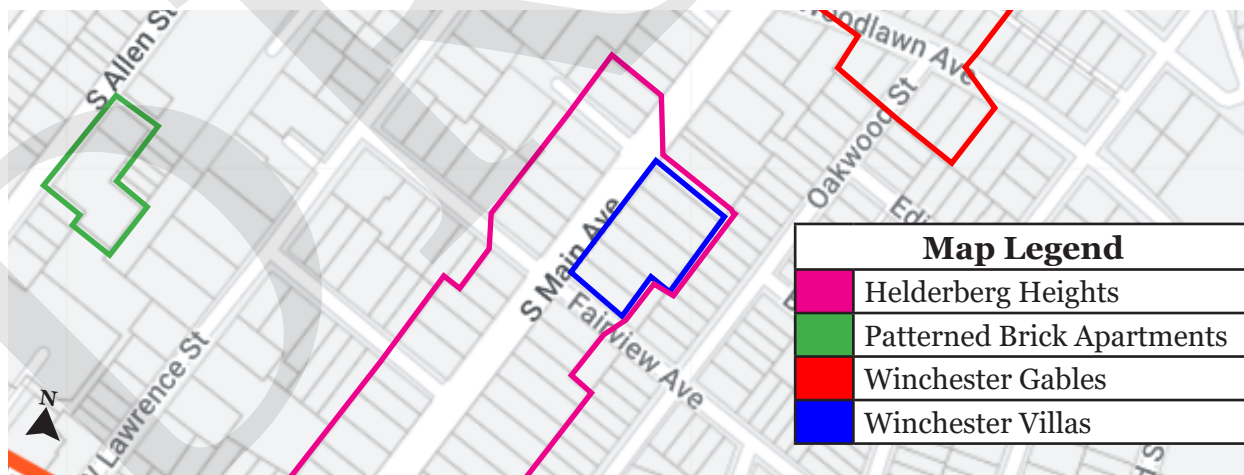 S Allen St
Woodlawn Ave
Oakwood St
S Main Ave
Fairview Ave
Lawrence St
N
Map Legend
Helderberg Heights
Patterned Brick Apartments
Winchester Gables
Winchester Villas